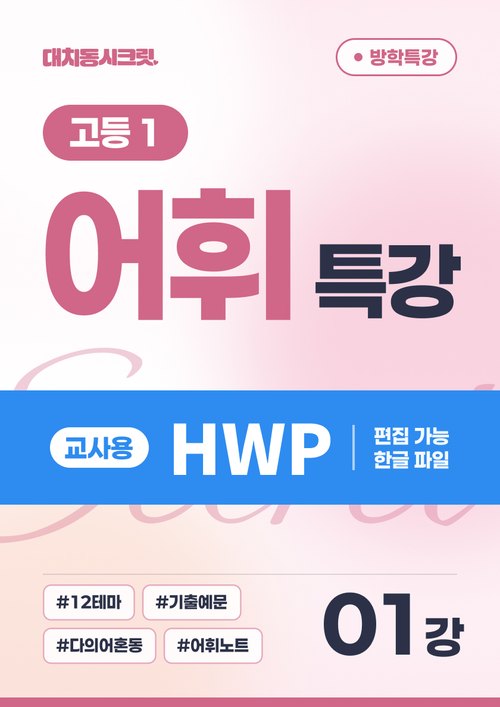 대치동시크릿
방학특강
고등 1
어휘 특강
Secret
교사용 HWP 편집 가능
한글 파일
#12테마 #기출예문
#다의어혼동 #어휘노트
01강